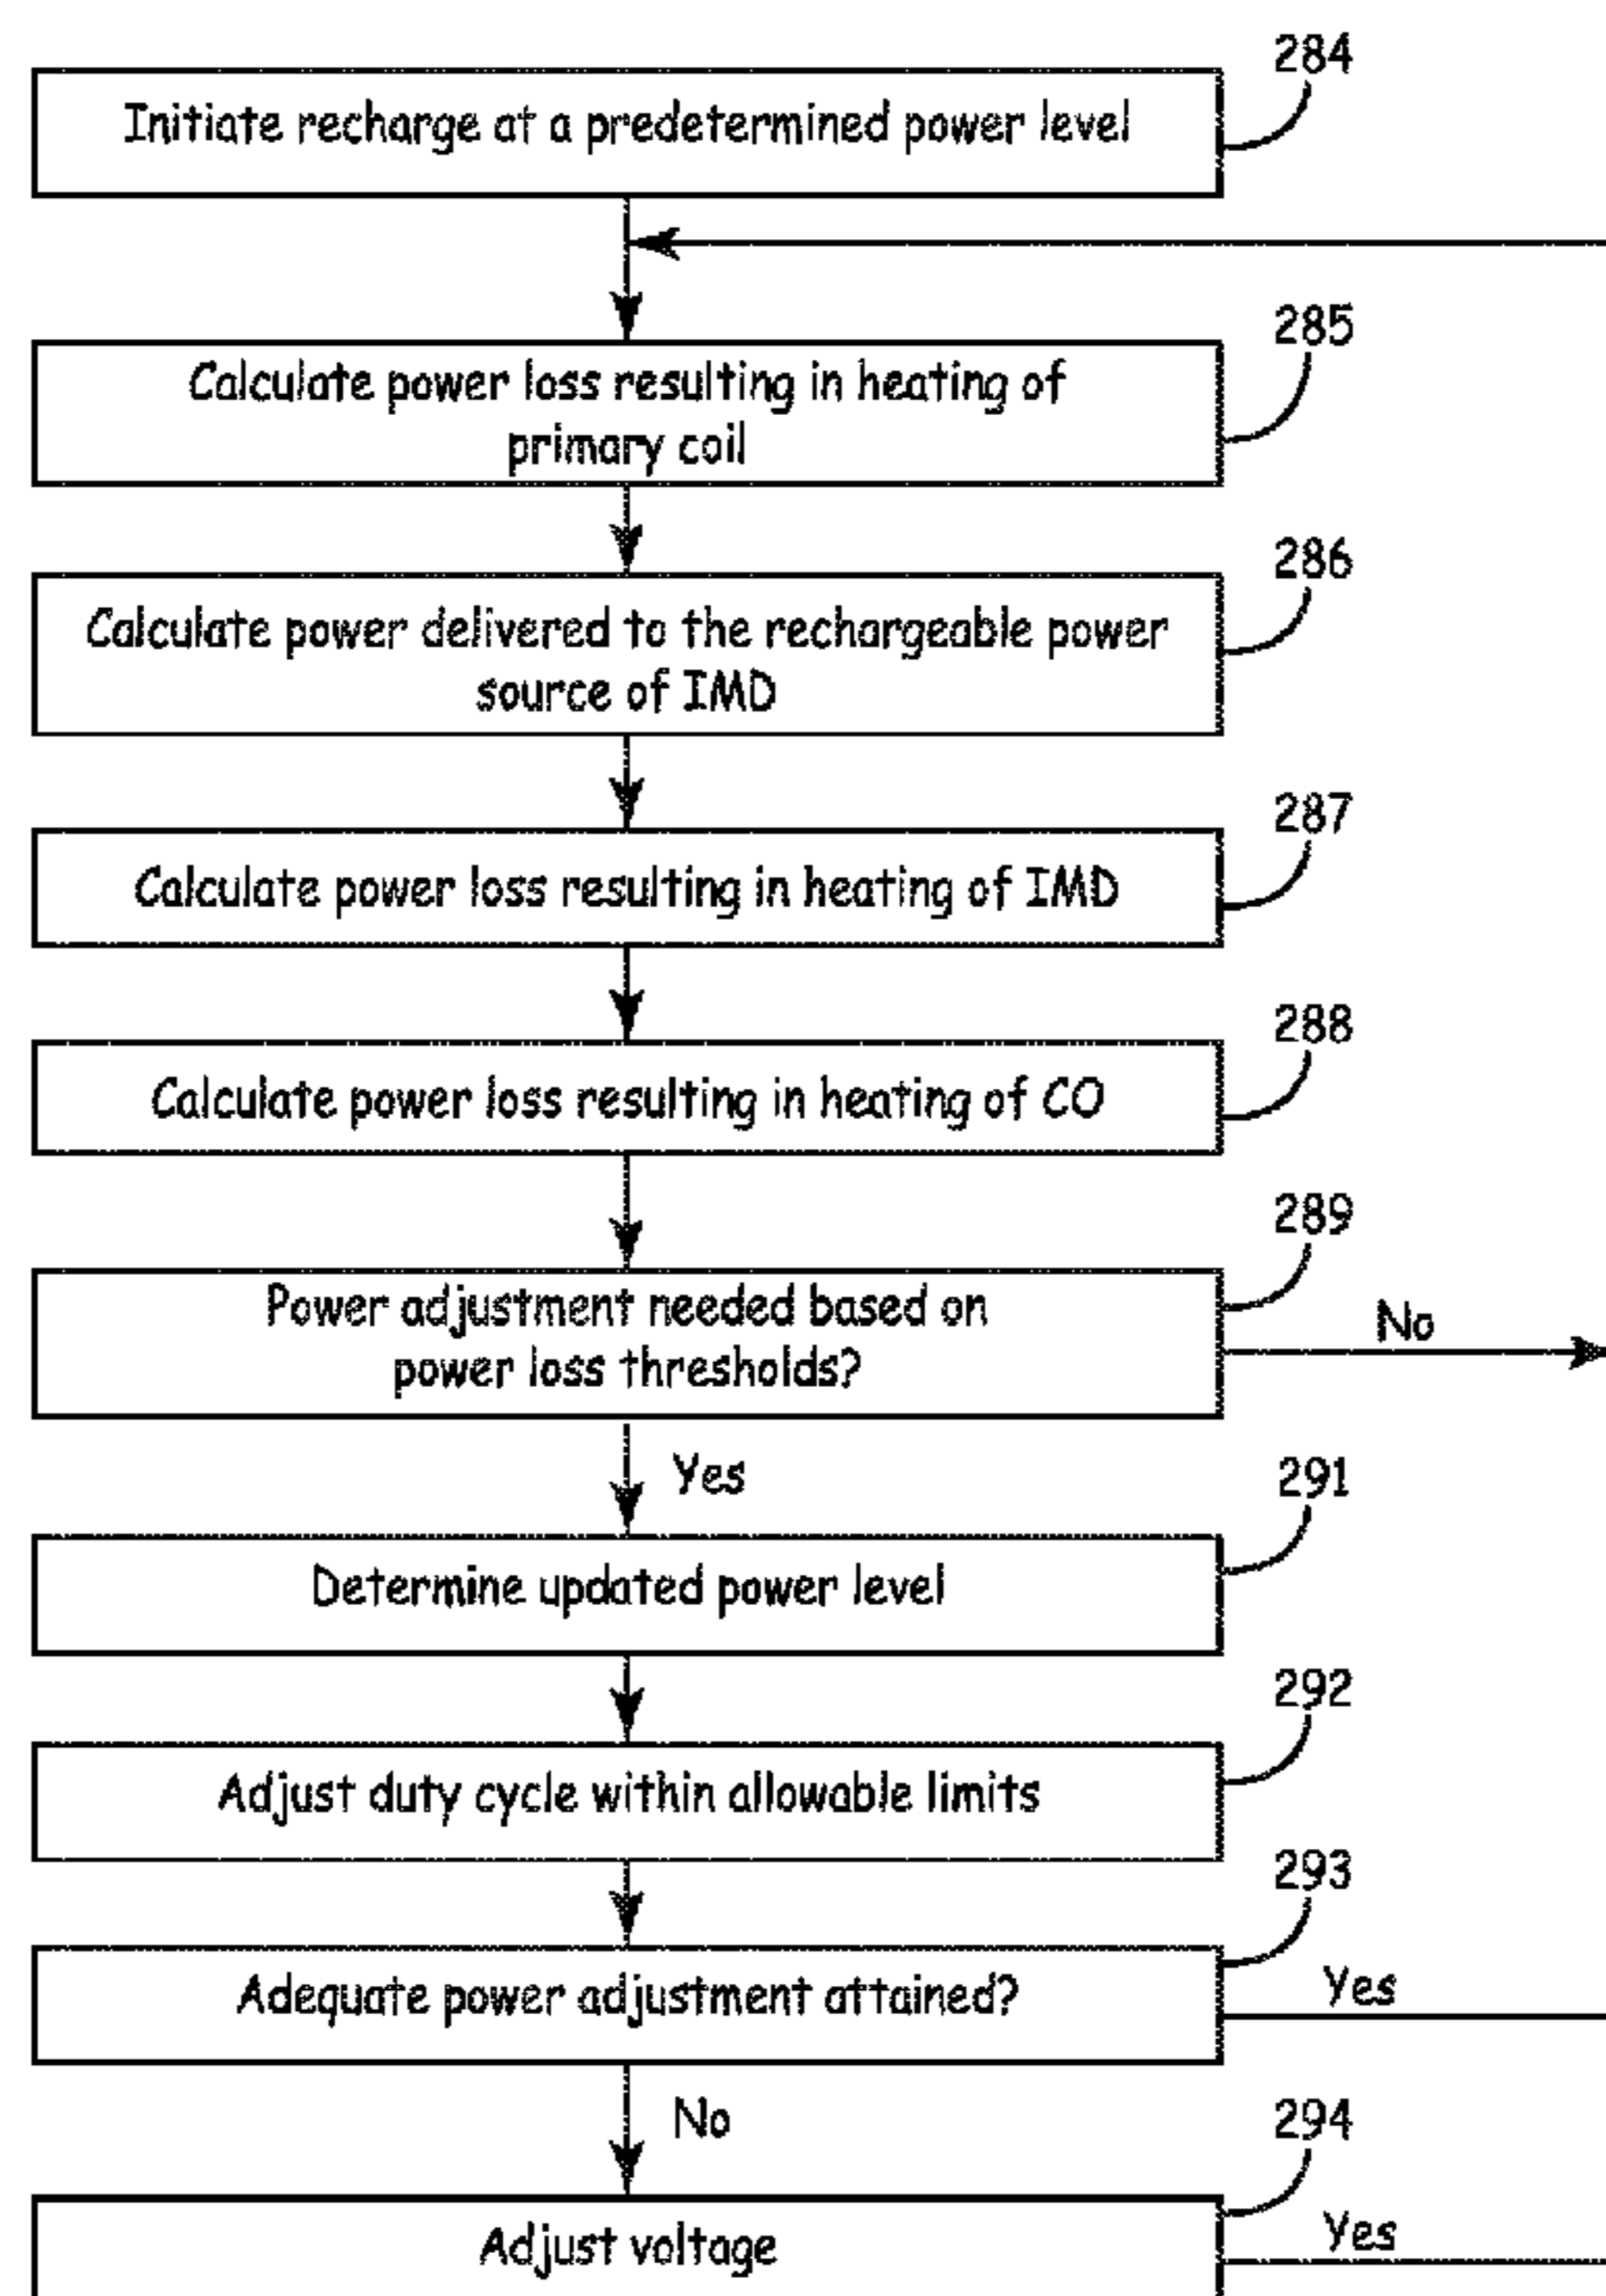 284
Initiate recharge at a predetermined power level
285
Calculate power loss resulting in heating of
primary coil
286
Calculate power delivered to the rechargeable power
source of IMD
287
Calculate power loss resulting in heating of IMD
288
Calculate power loss resulting in heating of CO
289
Power adjustment needed based on
power loss thresholds?
No
Yes
291
Determine updated power level
292
Adjust duty cycle within allowable limits
293
Adequate power adjustment attained?
Yes
No
294
Adjust voltage
Yes